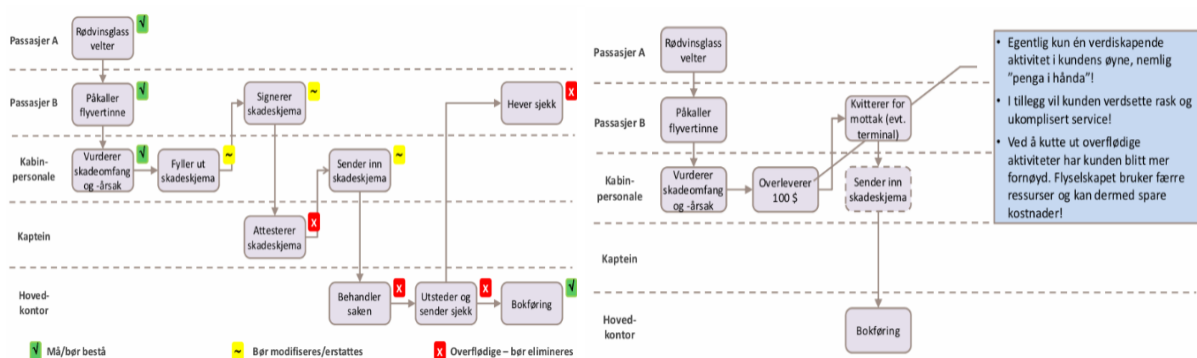 Passasjer A
Rødvinsglass
velter
√
Passasjer B
Påkaller
flyvertinne
√
Signerer
skadeskjema
~
Hever sjekk
X
Kabin-
personale
Vurderer
skadeomfang
og -årsak
√
Fyller ut
skadeskjema
~
Sender inn
skadeskjema
~
Kaptein
Attesterer
skadeskjema
X
Hoved-
kontor
Behandler
saken
X
Utsteder og
sender sjekk
X
Bokføring
√
√ Må/bør bestå
~ Bør modifiseres/erstattes
X Overflødige – bør elimineres
Passasjer A
Rødvinsglass
velter
Passasjer B
Påkaller
flyvertinne
Kvitterer for
mottak (evt.
terminal)
Kabin-
personale
Vurderer
skadeomfang
og -årsak
Overleverer
100 $
Sender inn
skadeskjema
Kaptein
Hoved-
kontor
Bokføring
• Egentlig kun én verdiskapende
aktivitet i kundens øyne, nemlig
”penga i hånda”!
• I tillegg vil kunden verdsette rask og
ukomplisert service!
• Ved å kutte ut overflødige
aktiviteter har kunden blitt mer
fornøyd. Flyselskapet bruker færre
ressurser og kan dermed spare
kostnader!